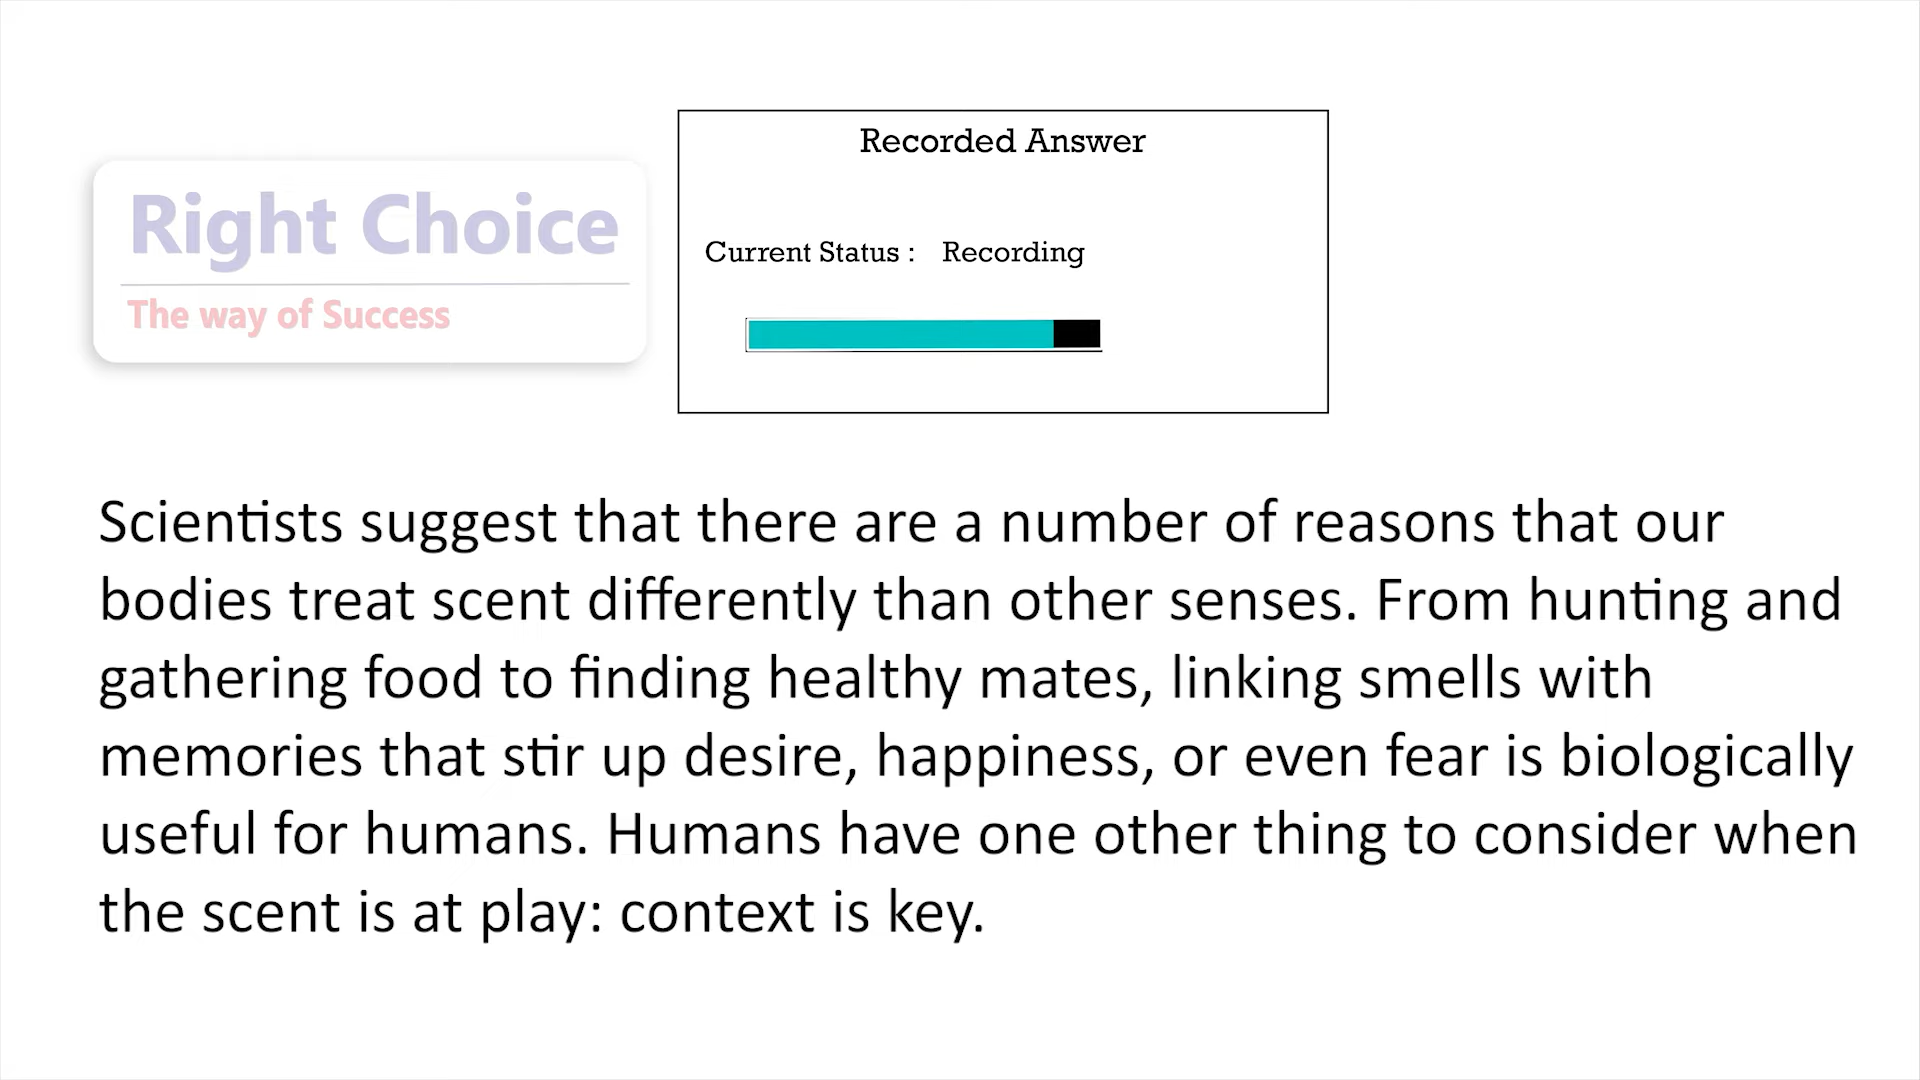 Recorded Answer
Right Choice
The way of Success
Current Status : Recording
Scientists suggest that there are a number of reasons that our
bodies treat scent differently than other senses. From hunting and
gathering food to finding healthy mates, linking smells with
memories that stir up desire, happiness, or even fear is biologically
useful for humans. Humans have one other thing to consider when
the scent is at play: context is key.